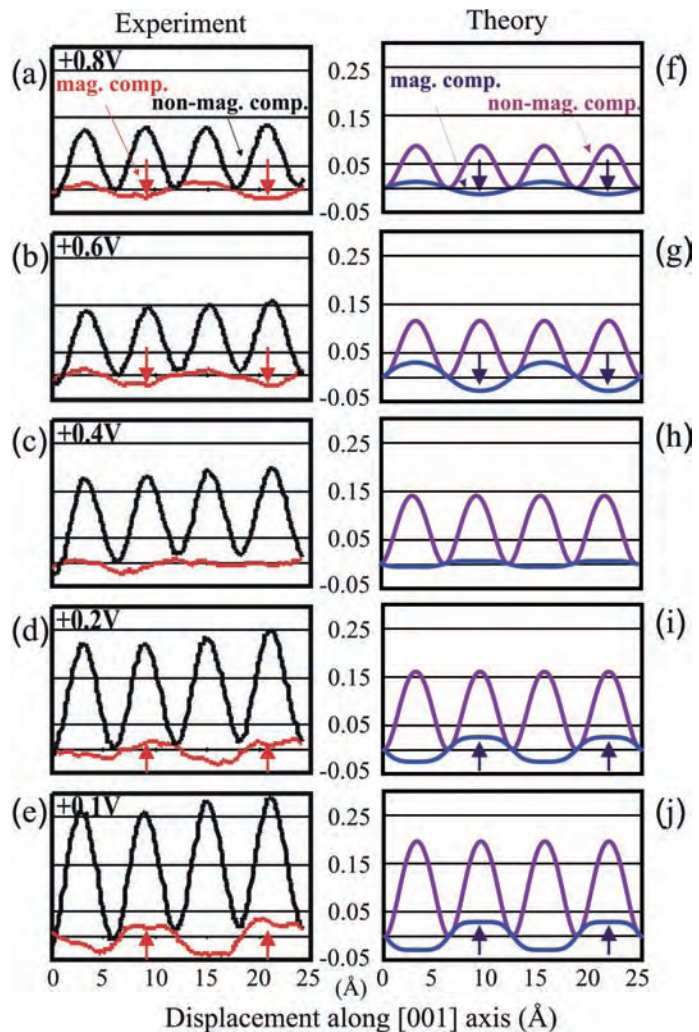 Experiment
Theory
(a)
+0.8V
mag. comp.
non-mag. comp.
0.25
0.15
0.05
-0.05
mag. comp.
non-mag. comp.
(f)
(b)
+0.6V
0.25
0.15
0.05
-0.05
(g)
(c)
+0.4V
0.25
0.15
0.05
-0.05
(h)
(d)
+0.2V
0.25
0.15
0.05
-0.05
(i)
(e)
+0.1V
0.25
0.15
0.05
-0.05
(j)
0 5 10 15 20 25
(Å)
0 5 10 15 20 25
Displacement along [001] axis (Å)